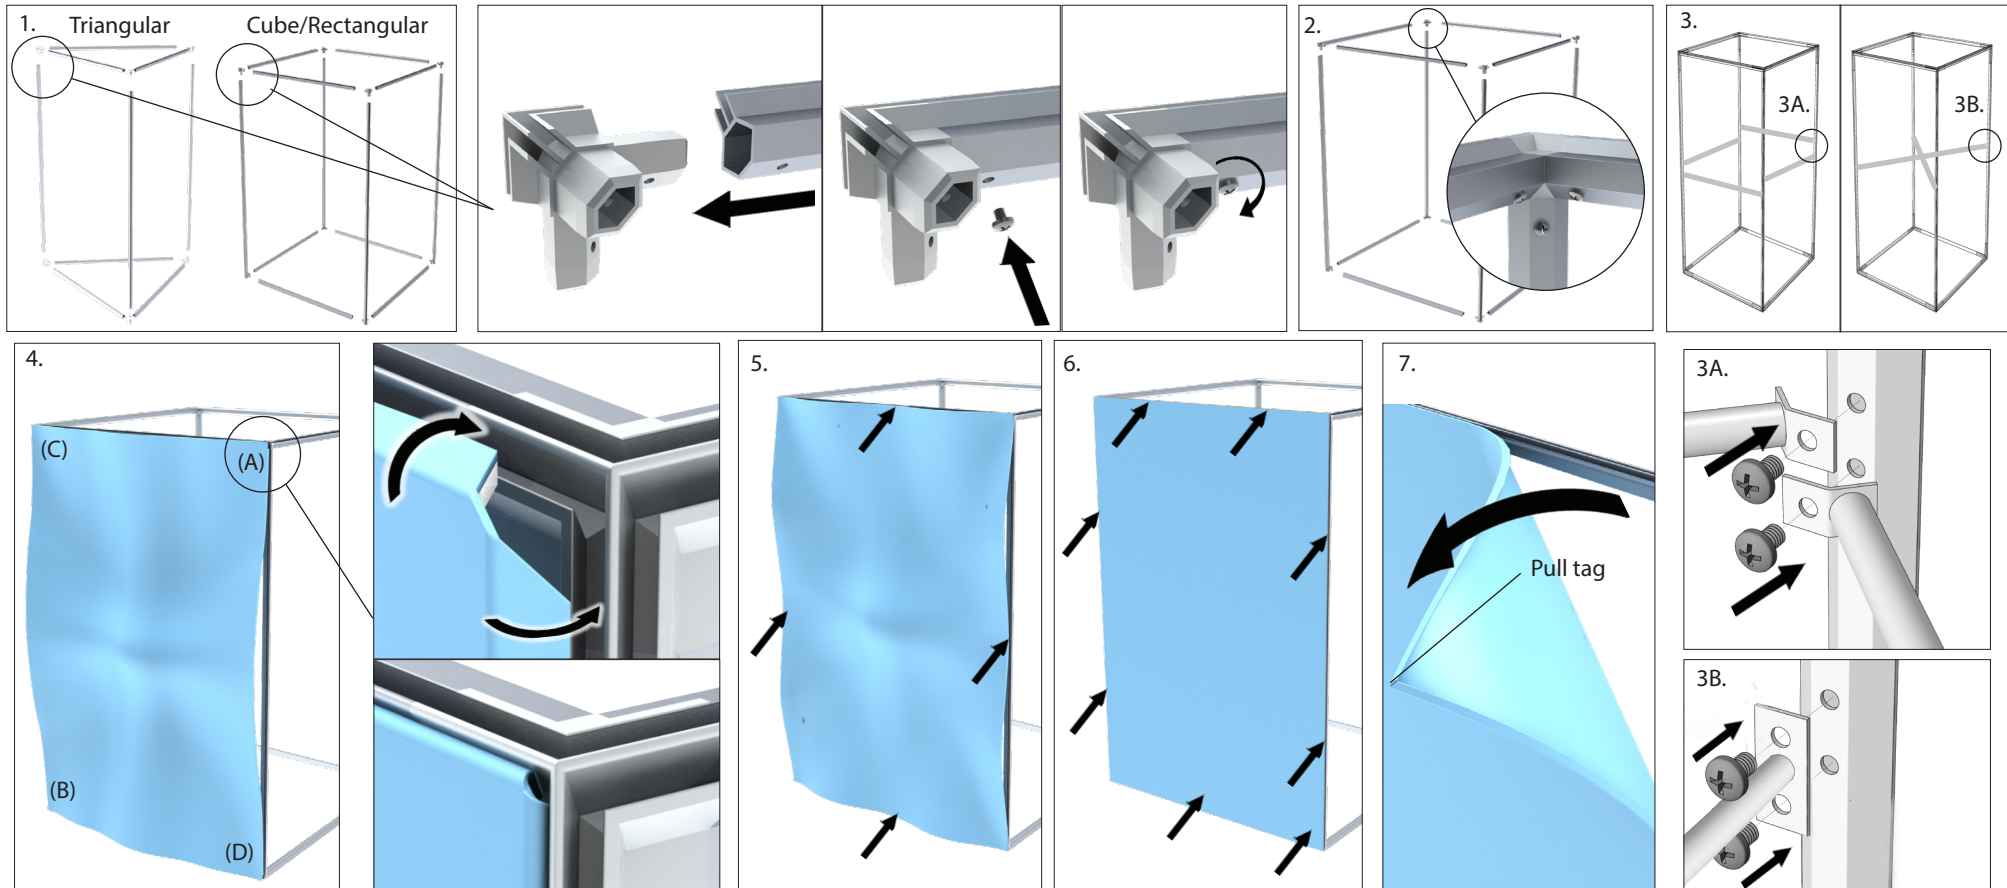 1.
Triangular
Cube/Rectangular
2.
3.
3A.
3B.
4.
(C)
(A)
(B)
(D)
5.
6.
7.
Pull tag
3A.
3B.